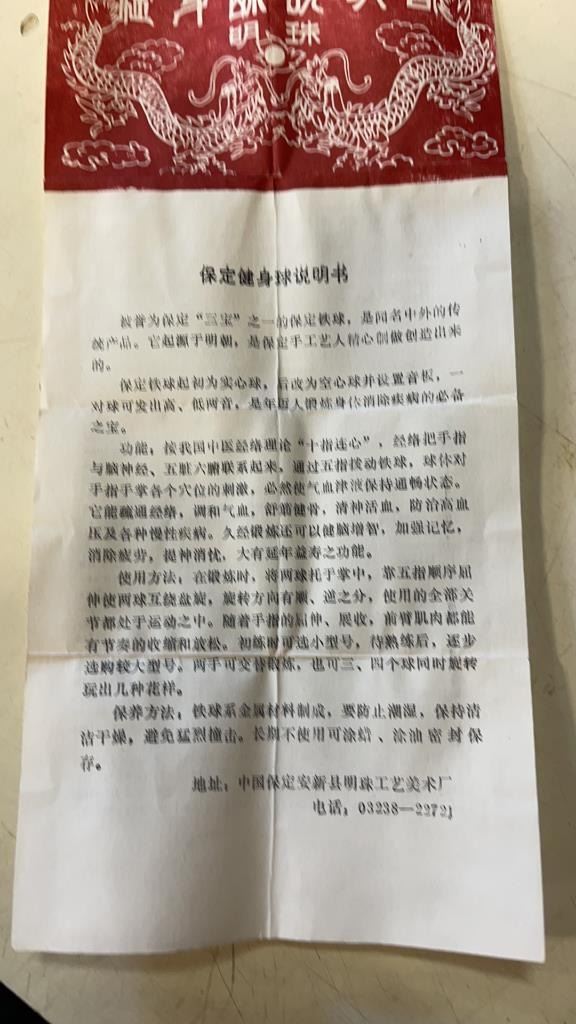 明珠
保定健身球说明书
被誉为保定“三宝”之一的保定铁球，是闻名中外的传
统产品。它起源于明朝，是保定手工艺人精心制做创造出来
的。
保定铁球起初为实心球，后改为空心球并设置音板，一
对球可发出高、低两音，是年迈人锻炼身体消除疾病的必备
之宝。
功能：按我国中医经络理论“十指连心”，经络把手指
与脑神经、五脏六腑联系起来，通过五指拨动铁球，球体对
手指手掌各个穴位的刺激，必然使气血津液保持通畅状态。
它能疏通经络，调和气血，舒筋健骨，清神活血，防治高血
压及各种慢性疾病。久经锻炼还可以健脑增智，加强记忆，
消除疲劳，提神消忧，大有延年益寿之功能。
使用方法：在锻炼时，将两球托于掌中，靠五指顺序屈
伸使两球互绕盘旋，旋转方向有顺、逆之分，使用的全部关
节都处于运动之中。随着手指的屈伸、展收，前臂肌肉都能
有节奏的收缩和放松。初练时可选小型号，待熟练后，逐步
选购较大型号。两手可交替锻炼，也可三、四个球同时旋转
玩出几种花样。
保养方法：铁球系金属材料制成，要防止潮湿，保持清
洁干燥，避免猛烈撞击。长期不使用可涂蜡、涂油密封保
存。
地址：中国保定安新县明珠工艺美术厂
电话：03238—2272